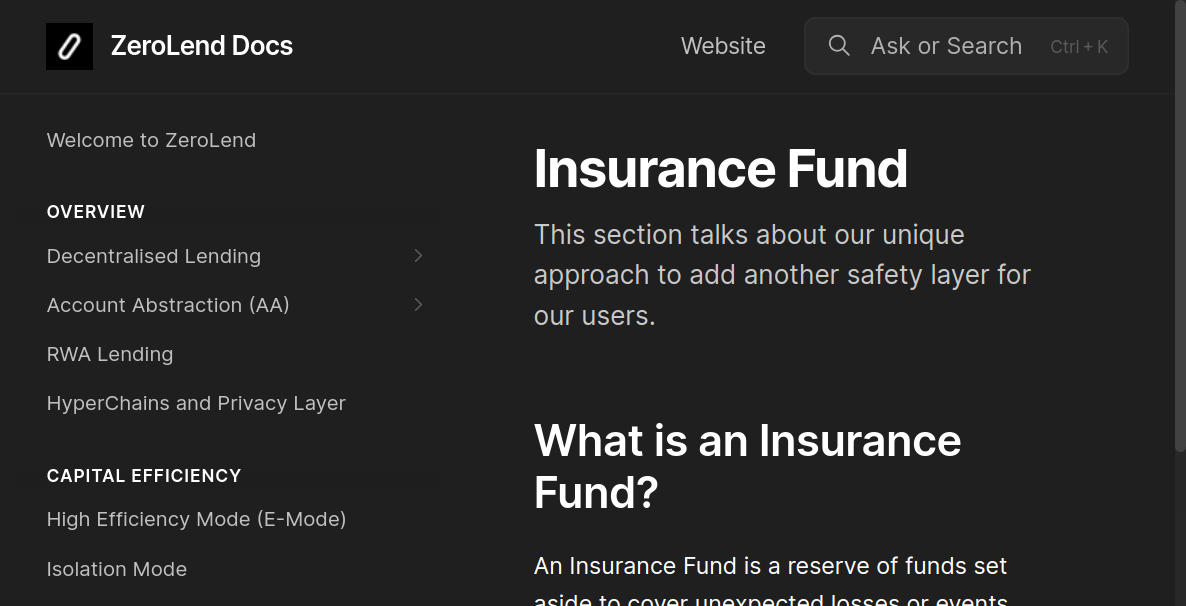 ZeroLend Docs
Website
Ask or Search
Ctrl + K
Welcome to ZeroLend
OVERVIEW
Decentralised Lending
Account Abstraction (AA)
RWA Lending
HyperChains and Privacy Layer
CAPITAL EFFICIENCY
High Efficiency Mode (E-Mode)
Isolation Mode
Insurance Fund
This section talks about our unique
approach to add another safety layer for
our users.
What is an Insurance
Fund?
An Insurance Fund is a reserve of funds set
aside to cover unexpected losses or events